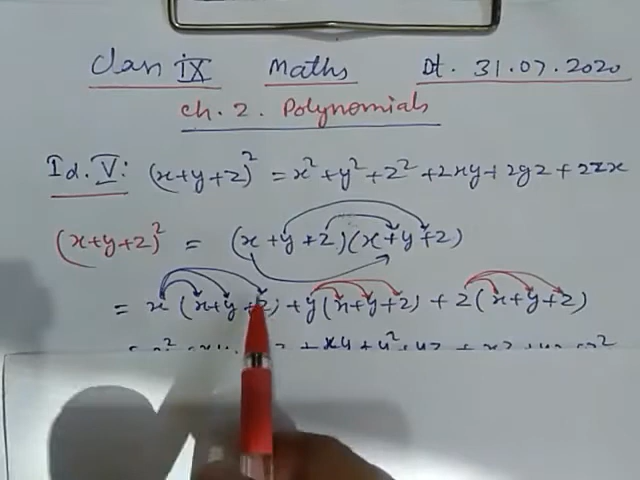 Class IX Maths Dt. 31.07.2020
Ch. 2. Polynomials
Id. V: (x+y+z)² = x²+y²+z²+2xy+2yz+2zx
(x+y+z)² = (x+y+z)(x+y+z)
= x(x+y+z)+y(x+y+z)+z(x+y+z)